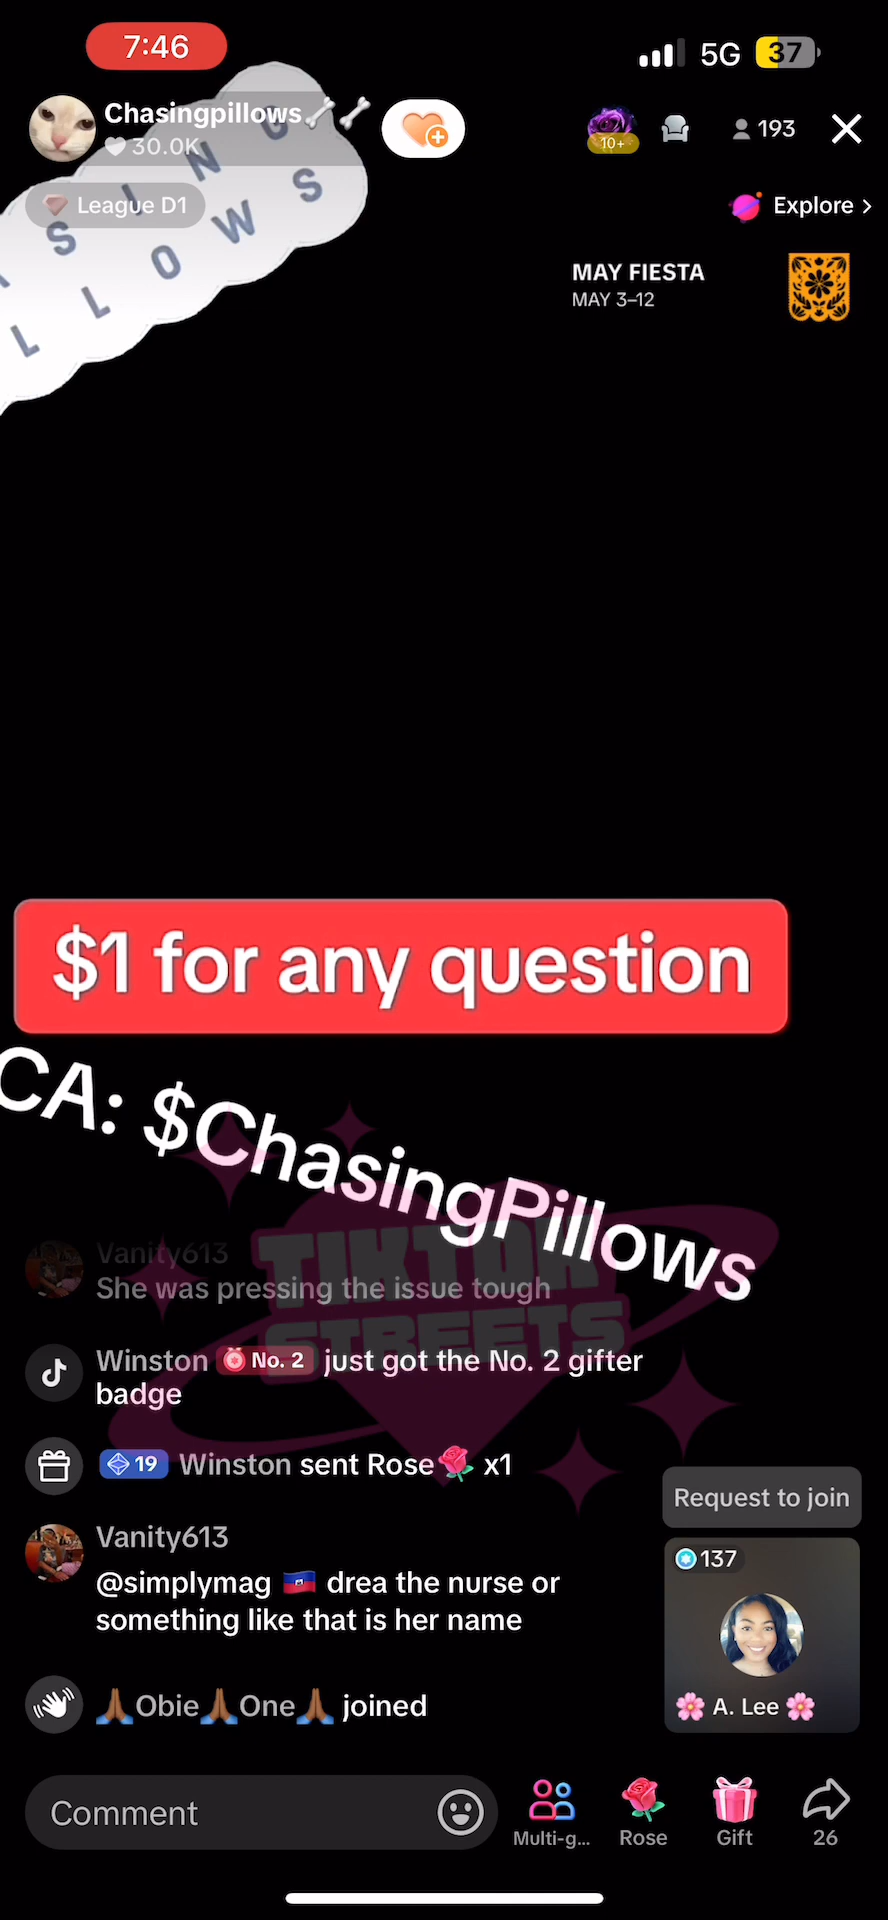 7:46
5G
37
Chasingpillows
30.0K
10+
193
League D1
Explore
S I N G
L L O W S
MAY FIESTA
MAY 3–12
$1 for any question
CA: $ChasingPillows
TIKTOK
STREETS
Vanity613
She was pressing the issue tough
Winston No. 2 just got the No. 2 gifter
badge
19 Winston sent Rose🌹 x1
Vanity613
@simplymag 🇭🇹 drea the nurse or
something like that is her name
🙏🏾Obie🙏🏾One🙏🏾 joined
Request to join
137
🌸 A. Lee 🌸
Comment
Multi-g...
Rose
Gift
26